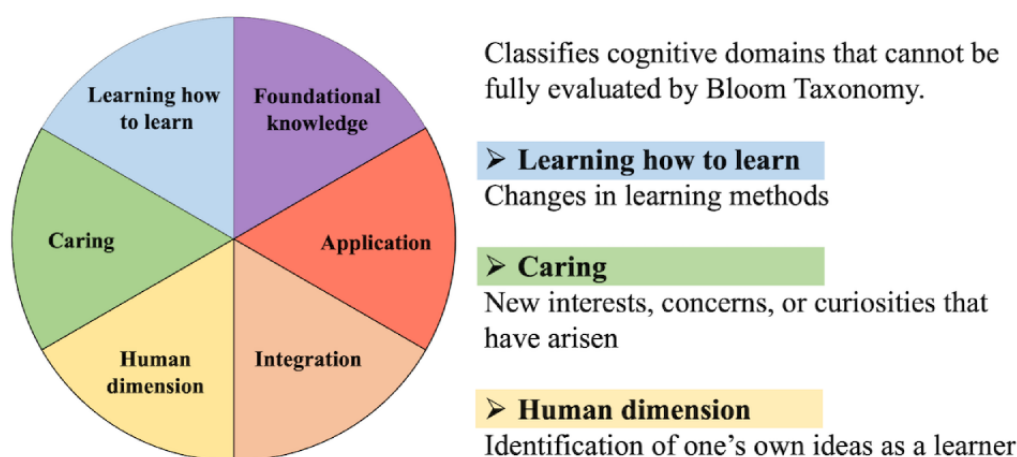 Learning how
to learn
Foundational
knowledge
Caring
Application
Human
dimension
Integration
Classifies cognitive domains that cannot be
fully evaluated by Bloom Taxonomy.
➢ Learning how to learn
Changes in learning methods
➢ Caring
New interests, concerns, or curiosities that
have arisen
➢ Human dimension
Identification of one’s own ideas as a learner